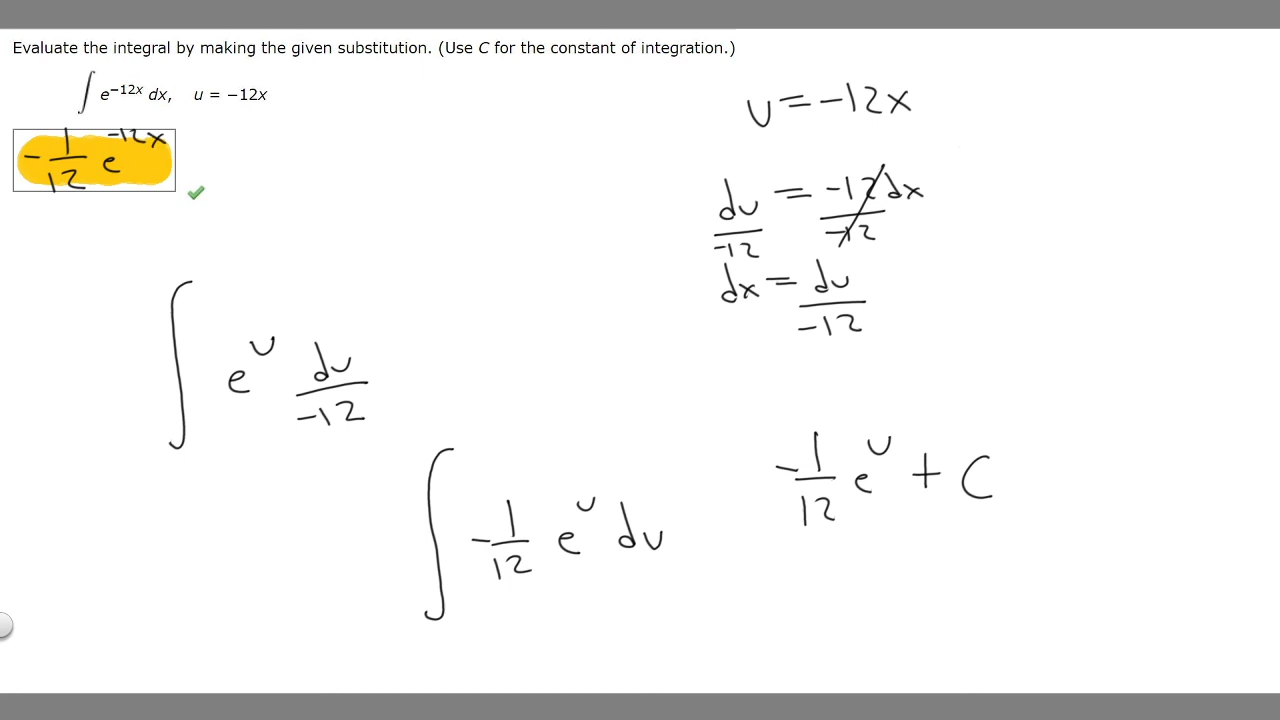 Evaluate the integral by making the given substitution. (Use C for the constant of integration.)
∫ e^−12x dx, u = −12x
-1/12 e^-12x
u = -12x
du/-12 = -12dx/-12
dx = du/-12
∫ e^u du/-12
∫ -1/12 e^u du
-1/12 e^u + C